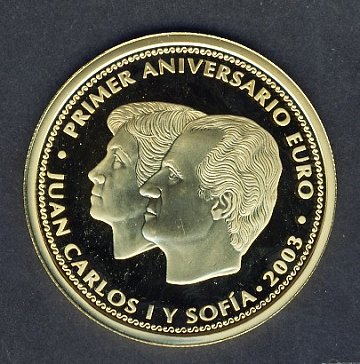 · PRIMER ANIVERSARIO EURO ·
JUAN CARLOS I Y SOFÍA · 2003